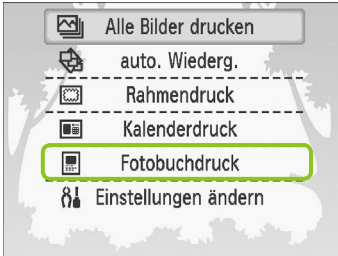 Alle Bilder drucken
auto. Wiederg.
Rahmendruck
Kalenderdruck
Fotobuchdruck
Einstellungen ändern